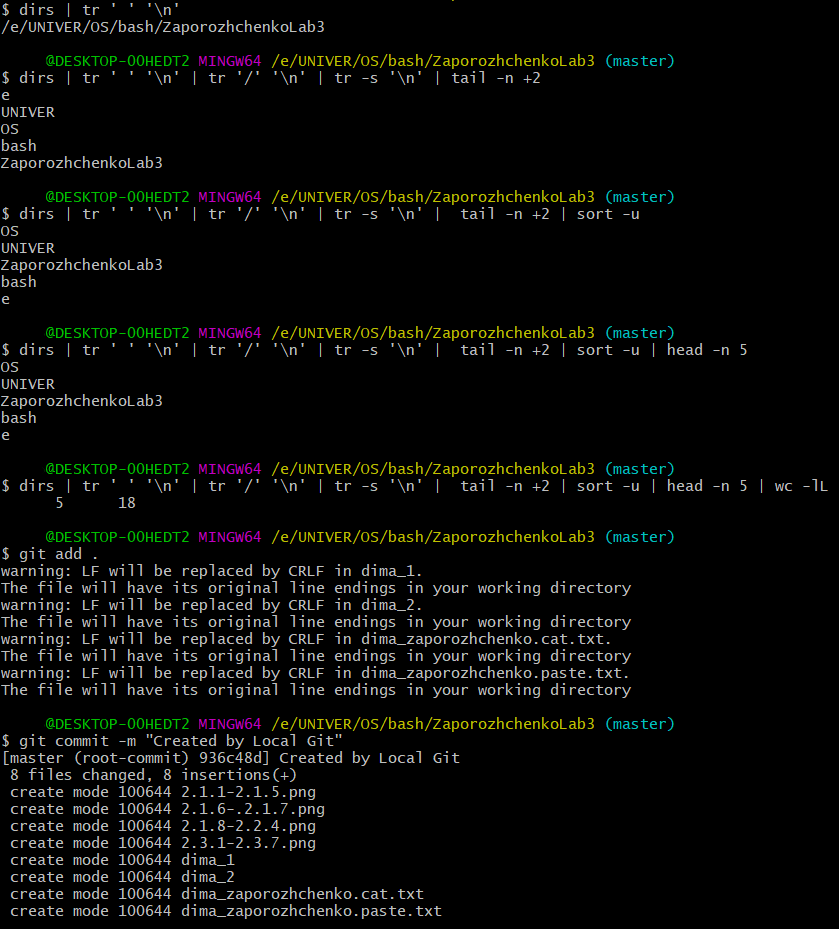 $ dirs | tr ' ' '\n'
/e/UNIVER/OS/bash/ZaporozhchenkoLab3
@DESKTOP-OOHEDT2 MINGW64 /e/UNIVER/OS/bash/ZaporozhchenkoLab3 (master)
$ dirs | tr ' ' '\n' | tr '/' '\n' | tr -s '\n' | tail -n +2
e
UNIVER
OS
bash
ZaporozhchenkoLab3
@DESKTOP-OOHEDT2 MINGW64 /e/UNIVER/OS/bash/ZaporozhchenkoLab3 (master)
$ dirs | tr ' ' '\n' | tr '/' '\n' | tr -s '\n' |  tail -n +2 | sort -u
OS
UNIVER
ZaporozhchenkoLab3
bash
e
@DESKTOP-OOHEDT2 MINGW64 /e/UNIVER/OS/bash/ZaporozhchenkoLab3 (master)
$ dirs | tr ' ' '\n' | tr '/' '\n' | tr -s '\n' |  tail -n +2 | sort -u | head -n 5
OS
UNIVER
ZaporozhchenkoLab3
bash
e
@DESKTOP-OOHEDT2 MINGW64 /e/UNIVER/OS/bash/ZaporozhchenkoLab3 (master)
$ dirs | tr ' ' '\n' | tr '/' '\n' | tr -s '\n' |  tail -n +2 | sort -u | head -n 5 | wc -lL
5      18
@DESKTOP-OOHEDT2 MINGW64 /e/UNIVER/OS/bash/ZaporozhchenkoLab3 (master)
$ git add .
warning: LF will be replaced by CRLF in dima_1.
The file will have its original line endings in your working directory
warning: LF will be replaced by CRLF in dima_2.
The file will have its original line endings in your working directory
warning: LF will be replaced by CRLF in dima_zaporozhchenko.cat.txt.
The file will have its original line endings in your working directory
warning: LF will be replaced by CRLF in dima_zaporozhchenko.paste.txt.
The file will have its original line endings in your working directory
@DESKTOP-OOHEDT2 MINGW64 /e/UNIVER/OS/bash/ZaporozhchenkoLab3 (master)
$ git commit -m "Created by Local Git"
[master (root-commit) 936c48d] Created by Local Git
8 files changed, 8 insertions(+)
create mode 100644 2.1.1-2.1.5.png
create mode 100644 2.1.6-.2.1.7.png
create mode 100644 2.1.8-2.2.4.png
create mode 100644 2.3.1-2.3.7.png
create mode 100644 dima_1
create mode 100644 dima_2
create mode 100644 dima_zaporozhchenko.cat.txt
create mode 100644 dima_zaporozhchenko.paste.txt